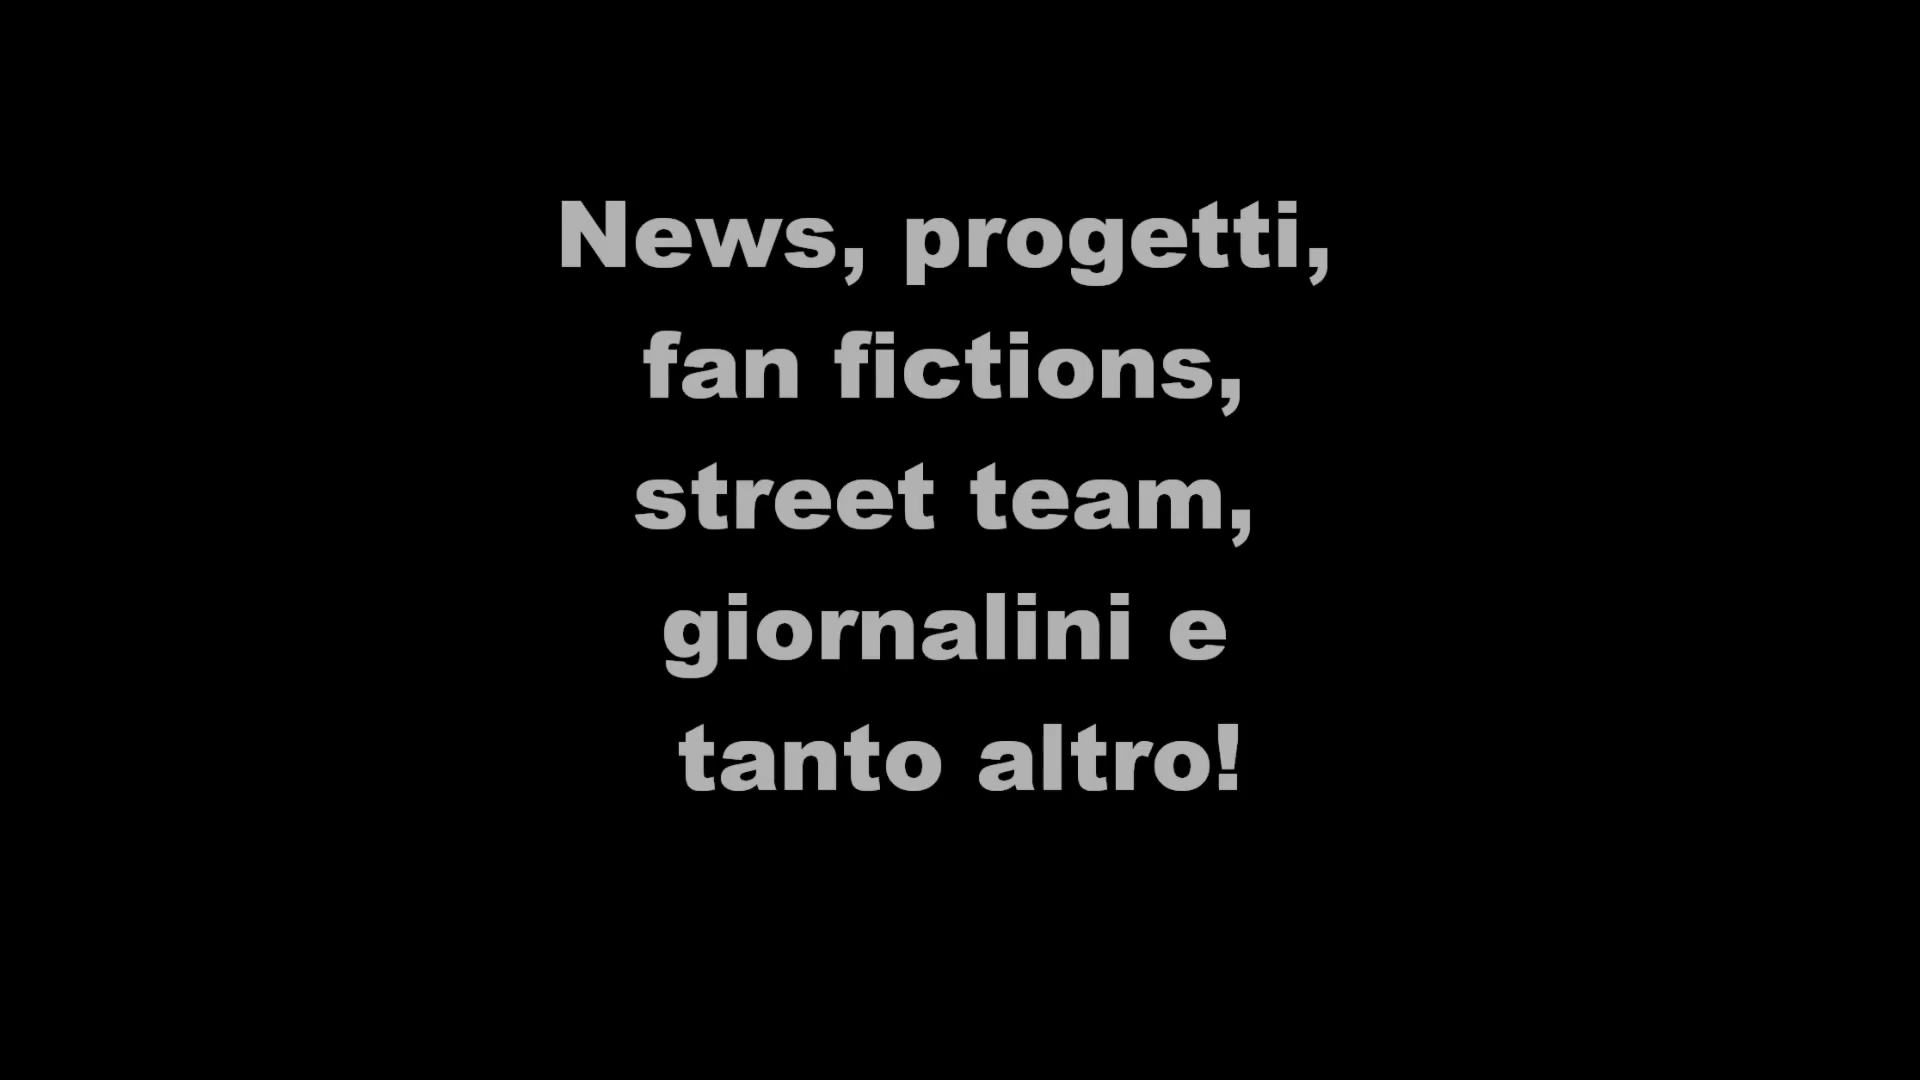 News, progetti,
fan fictions,
street team,
giornalini e
tanto altro!